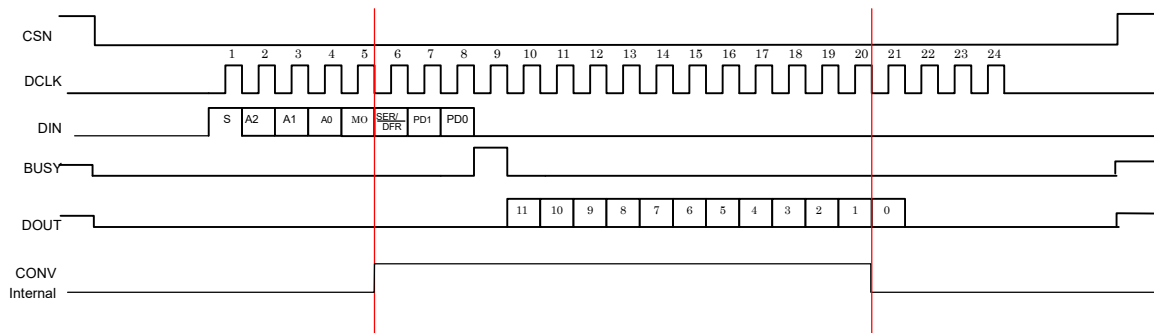 CSN
1 2 3 4 5 6 7 8 9 10 11 12 13 14 15 16 17 18 19 20 21 22 23 24
DCLK
DIN S A2 A1 A0 MO SER/ PD1 PD0
DFR
BUSY
DOUT 11 10 9 8 7 6 5 4 3 2 1 0
CONV
Internal